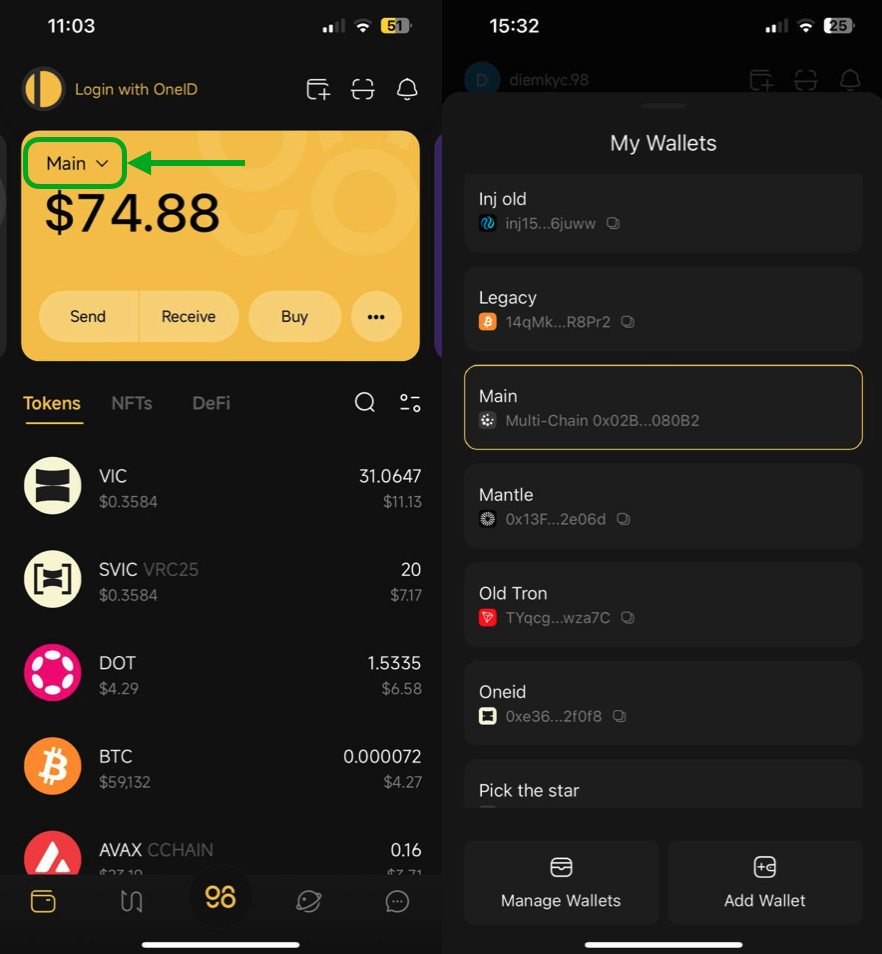 11:03
51
Login with OneID
Main
$74.88
Send
Receive
Buy
Tokens
NFTs
DeFi
VIC
31.0647
$0.3584
$11.13
SVIC VRC25
20
$0.3584
$7.17
DOT
1.5335
$4.29
$6.58
BTC
0.000072
$59,132
$4.27
AVAX CCHAIN
0.16
15:32
25
D
diemkyc.98
My Wallets
Inj old
inj15...6juww
Legacy
14qMk...R8Pr2
Main
Multi-Chain 0x02B...080B2
Mantle
0x13F...2e06d
Old Tron
TYqcg...wza7C
Oneid
0xe36...2f0f8
Pick the star
Manage Wallets
Add Wallet